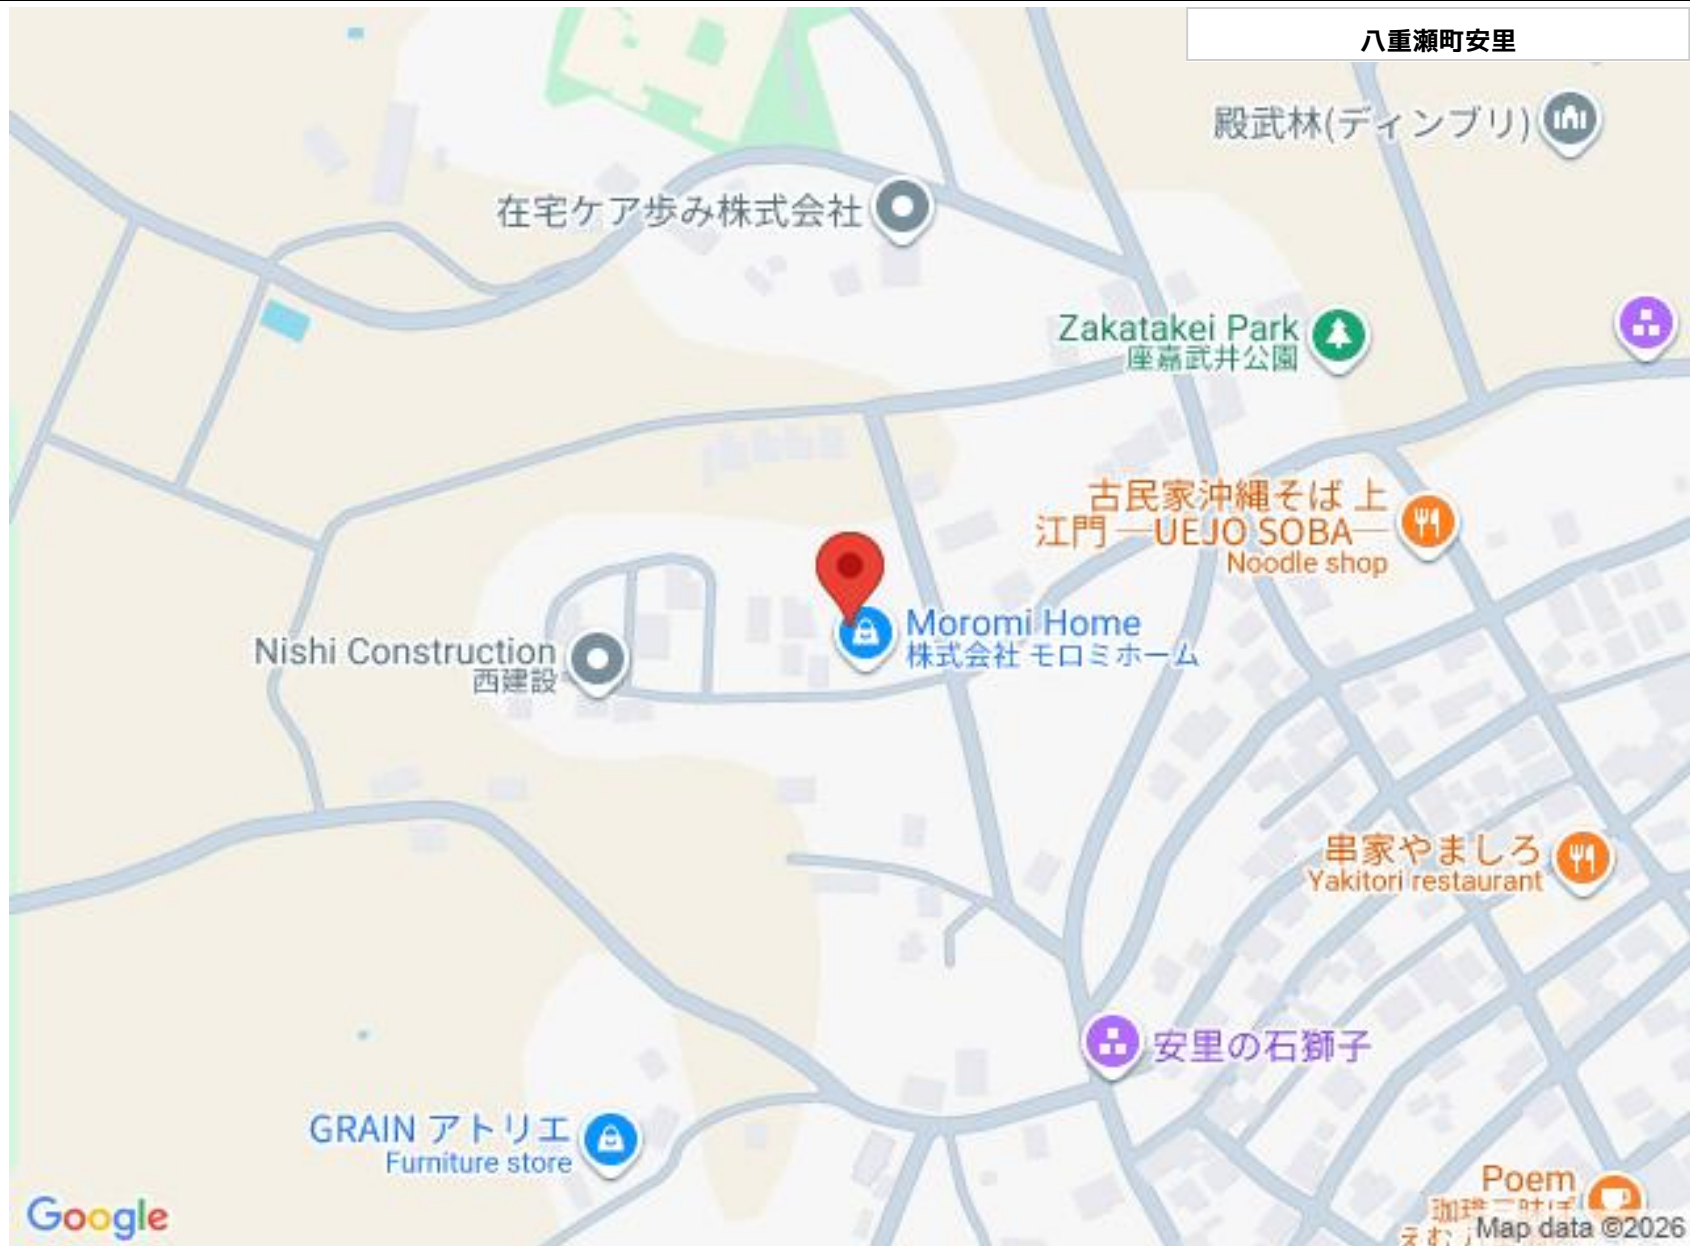 八重瀬町安里
殿武林(ディンブリ)
在宅ケア歩み株式会社
Zakatakei Park
座嘉武井公園
古民家沖縄そば 上
江門 ―UEJO SOBA―
Noodle shop
Moromi Home
株式会社 モロミホーム
Nishi Construction
西建設
串家やましろ
Yakitori restaurant
安里の石獅子
GRAIN アトリエ
Furniture store
Poem
Google
Map data ©2026